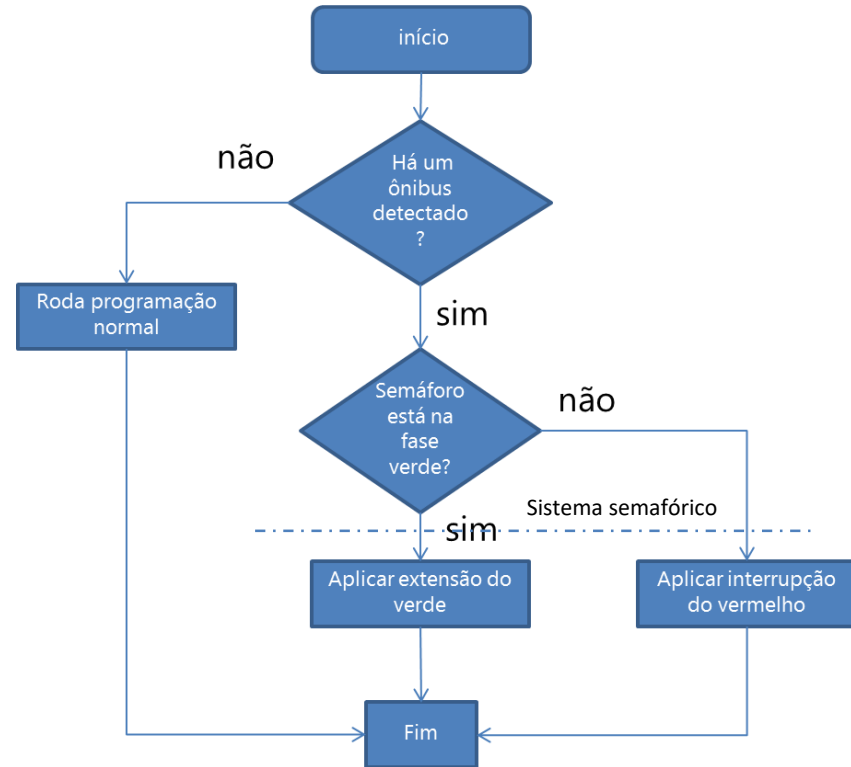 início
Há um
ônibus
detectado
?
não
sim
Roda programação
normal
Semáforo
está na
fase
verde?
não
sim
Sistema semafórico
Aplicar extensão do
verde
Aplicar interrupção
do vermelho
Fim